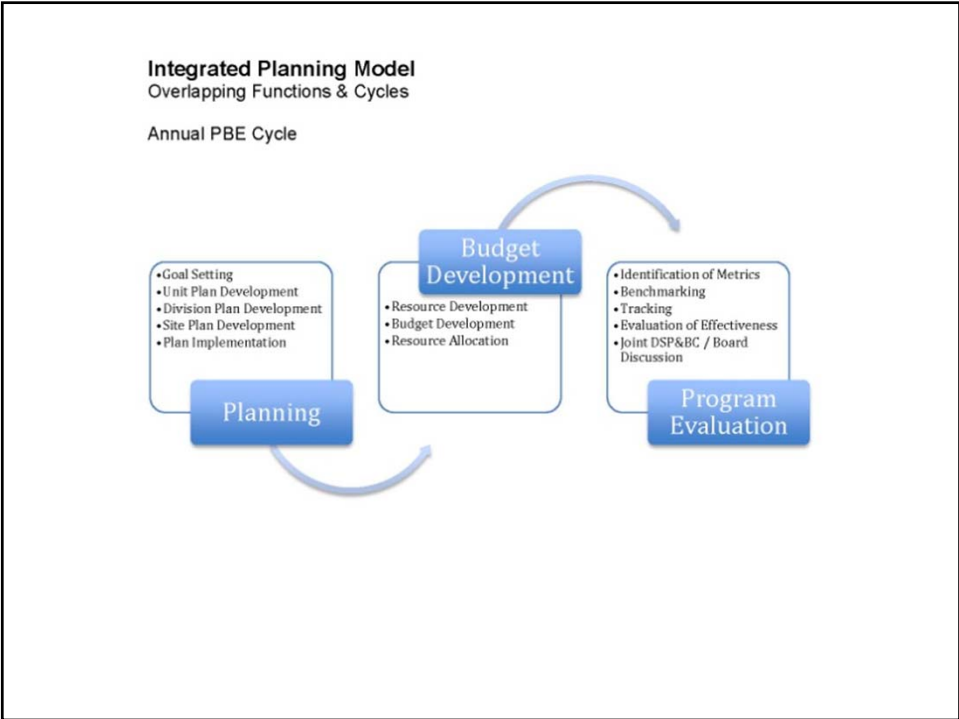 Integrated Planning Model
Overlapping Functions & Cycles
Annual PBE Cycle
•Goal Setting
•Unit Plan Development
•Division Plan Development
•Site Plan Development
•Plan Implementation
Planning
Budget
Development
•Resource Development
•Budget Development
•Resource Allocation
•Identification of Metrics
•Benchmarking
•Tracking
•Evaluation of Effectiveness
•Joint DSP&BC / Board
Discussion
Program
Evaluation